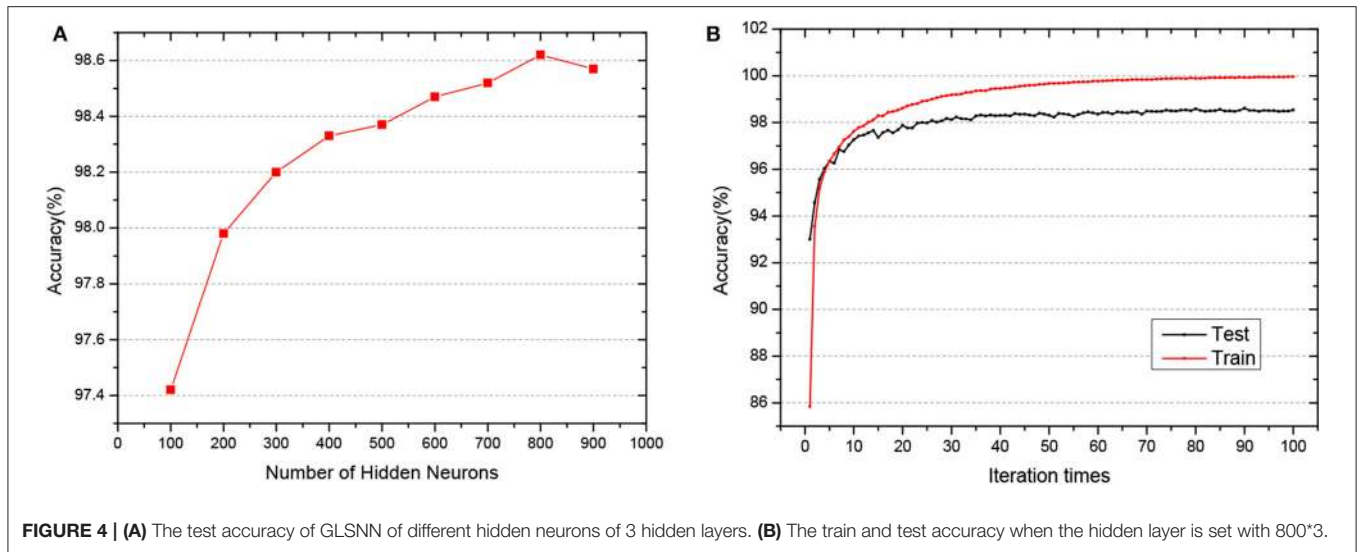 A
98.6
98.4
98.2
98.0
97.8
97.6
97.4
Accuracy(%)
0 100 200 300 400 500 600 700 800 900 1000
Number of Hidden Neurons
B
102
100
98
96
94
92
90
88
86
Accuracy(%)
Test
Train
0 10 20 30 40 50 60 70 80 90 100
Iteration times
FIGURE 4 | (A) The test accuracy of GLSNN of different hidden neurons of 3 hidden layers. (B) The train and test accuracy when the hidden layer is set with 800*3.